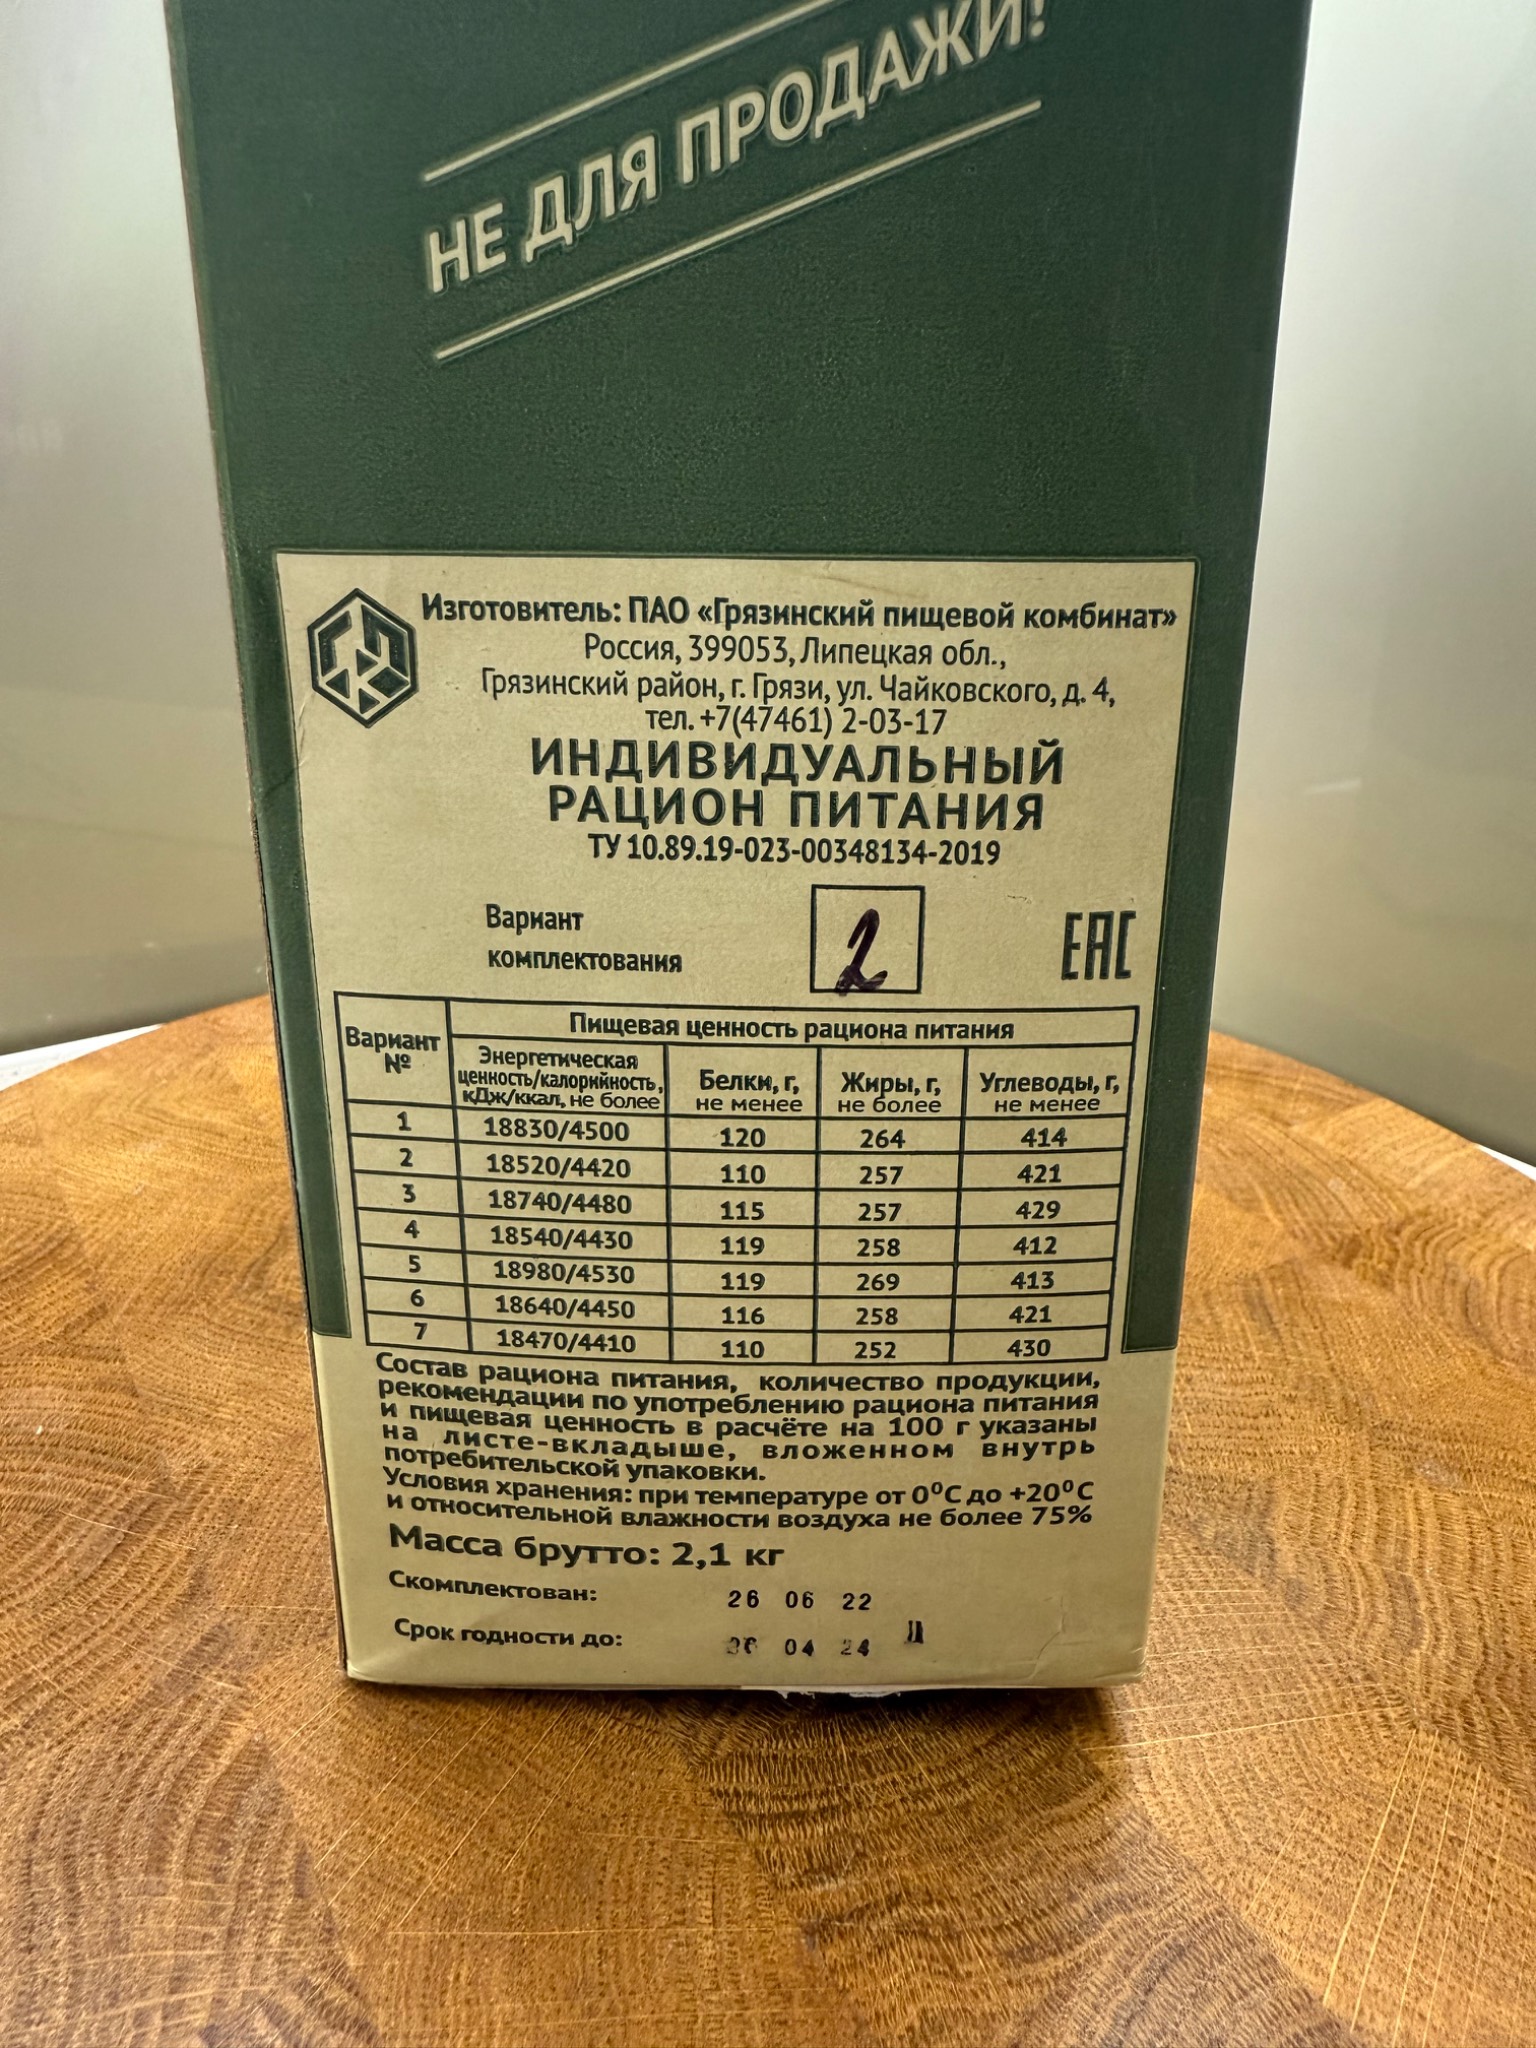 НЕ ДЛЯ ПРОДАЖИ!
Изготовитель: ПАО «Грязинский пищевой комбинат»
Россия, 399053, Липецкая обл.,
Грязинский район, г. Грязи, ул. Чайковского, д. 4,
тел. +7(47461) 2-03-17
ИНДИВИДУАЛЬНЫЙ
РАЦИОН ПИТАНИЯ
ТУ 10.89.19-023-00348134-2019
Вариант
комплектования
2
ЕАС
Вариант №
Пищевая ценность рациона питания
Энергетическая ценность/калорийность, кДж/ккал, не более
Белки, г, не менее
Жиры, г, не более
Углеводы, г, не менее
1 18830/4500 120 264 414
2 18520/4420 110 257 421
3 18740/4480 115 257 429
4 18540/4430 119 258 412
5 18980/4530 119 269 413
6 18640/4450 116 258 421
7 18470/4410 110 252 430
Состав рациона питания, количество продукции,
рекомендации по употреблению рациона питания
и пищевая ценность в расчёте на 100 г указаны
на листе-вкладыше, вложенном внутрь
потребительской упаковки.
Условия хранения: при температуре от 0⁰С до +20⁰С
и относительной влажности воздуха не более 75%
Масса брутто: 2,1 кг
Скомплектован: 26 06 22
Срок годности до: 04 24